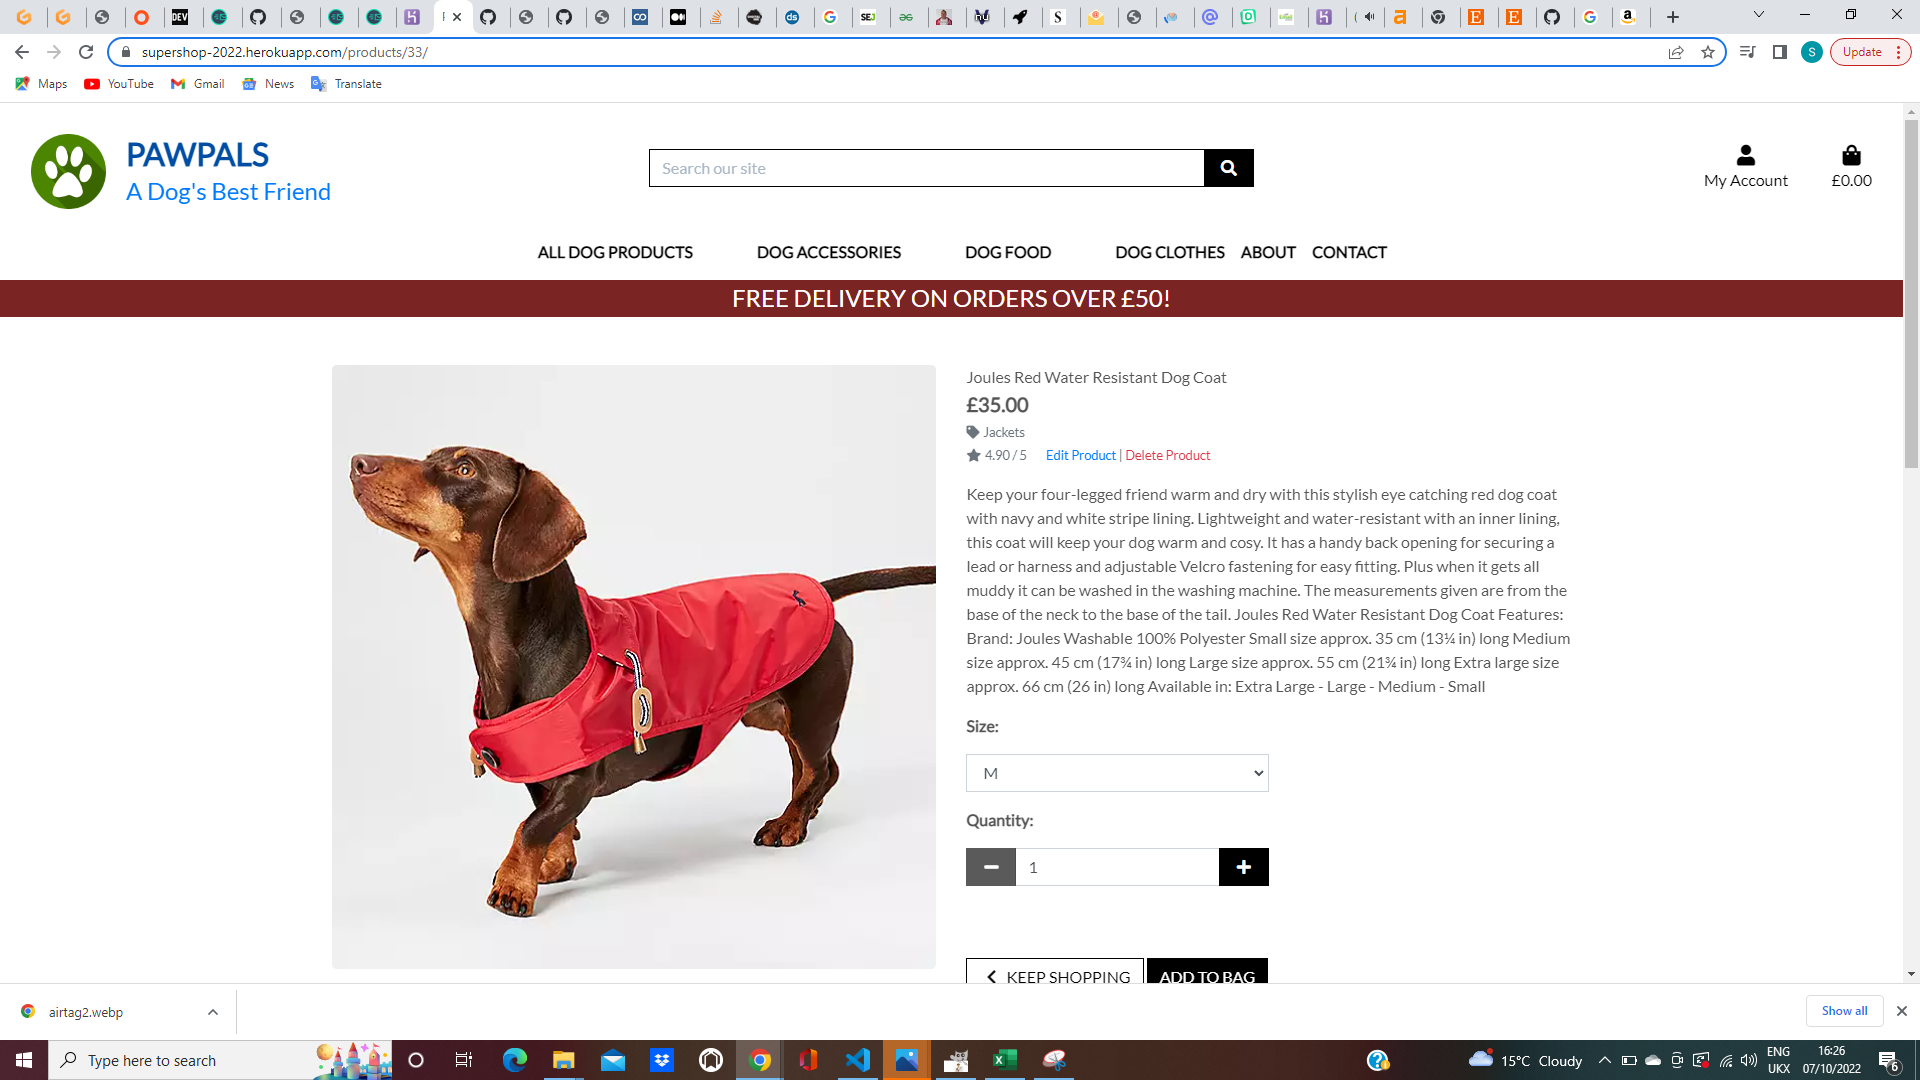 supershop-2022.herokuapp.com/products/33/
S
Update
Maps
YouTube
Gmail
News
Translate
PAWPALS
A Dog's Best Friend
Search our site
My Account
£0.00
ALL DOG PRODUCTS
DOG ACCESSORIES
DOG FOOD
DOG CLOTHES
ABOUT
CONTACT
FREE DELIVERY ON ORDERS OVER £50!
Joules Red Water Resistant Dog Coat
£35.00
Jackets
4.90 / 5 Edit Product | Delete Product
Keep your four-legged friend warm and dry with this stylish eye catching red dog coat
with navy and white stripe lining. Lightweight and water-resistant with an inner lining,
this coat will keep your dog warm and cosy. It has a handy back opening for securing a
lead or harness and adjustable Velcro fastening for easy fitting. Plus when it gets all
muddy it can be washed in the washing machine. The measurements given are from the
base of the neck to the base of the tail. Joules Red Water Resistant Dog Coat Features:
Brand: Joules Washable 100% Polyester Small size approx. 35 cm (13¼ in) long Medium
size approx. 45 cm (17¾ in) long Large size approx. 55 cm (21¾ in) long Extra large size
approx. 66 cm (26 in) long Available in: Extra Large - Large - Medium - Small
Size:
M
Quantity:
1
KEEP SHOPPING
ADD TO BAG
airtag2.webp
Show all
Type here to search
15°C Cloudy
ENG
UKX
16:26
07/10/2022
6